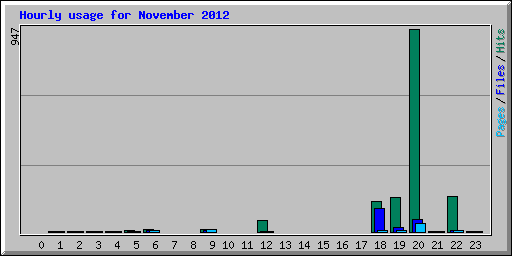 Hourly usage for November 2012
947
Pages / Files / Hits
0 1 2 3 4 5 6 7 8 9 10 11 12 13 14 15 16 17 18 19 20 21 22 23